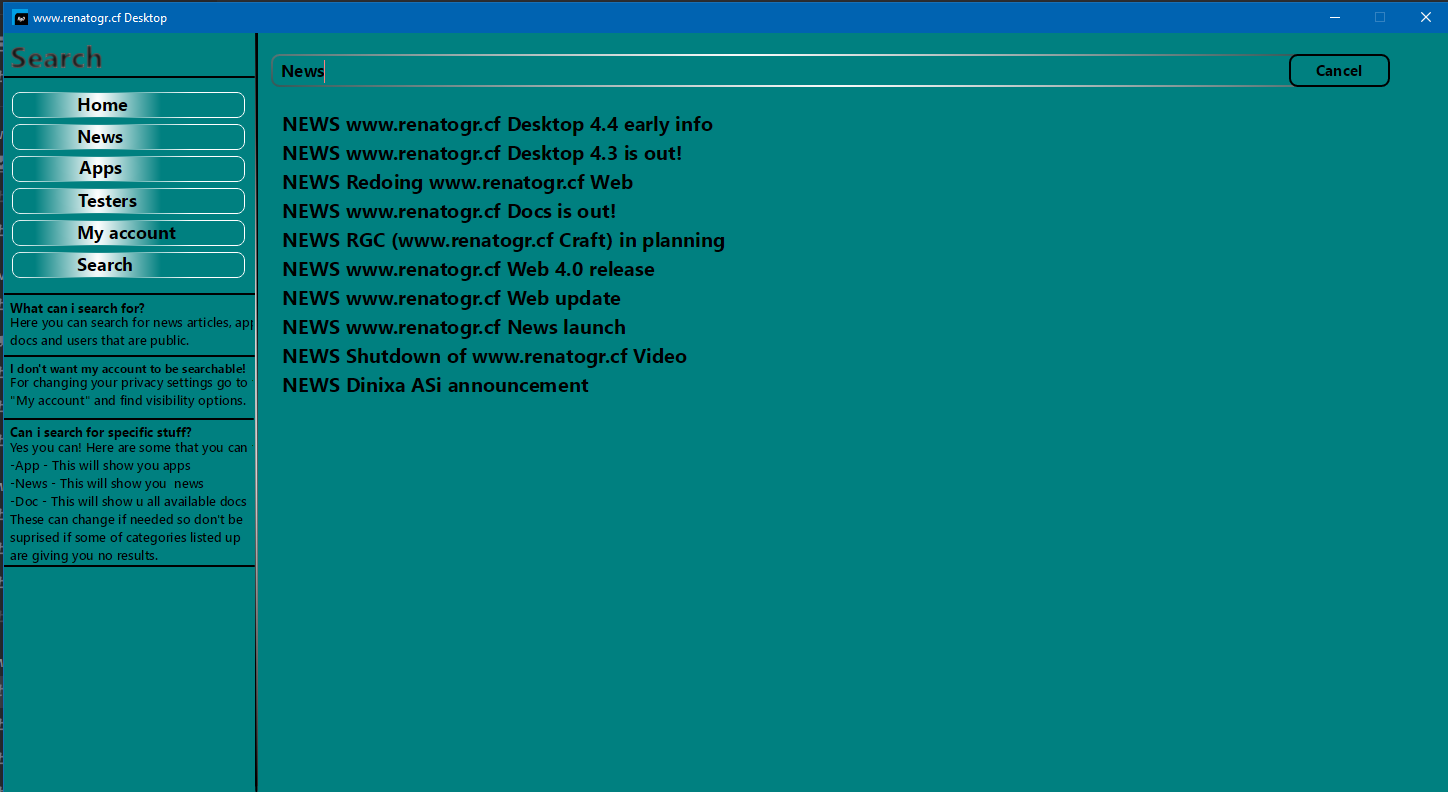 www.renatogr.cf Desktop
Search
Home
News
Apps
Testers
My account
Search
What can i search for?
Here you can search for news articles,
docs and users that are public.
I don't want my account to be searchable!
For changing your privacy settings go to
"My account" and find visibility options.
Can i search for specific stuff?
Yes you can! Here are some that you can
-App - This will show you apps
-News - This will show you  news
-Doc - This will show u all available docs
These can change if needed so don't be
suprised if some of categories listed up
are giving you no results.
News
Cancel
NEWS www.renatogr.cf Desktop 4.4 early info
NEWS www.renatogr.cf Desktop 4.3 is out!
NEWS Redoing www.renatogr.cf Web
NEWS www.renatogr.cf Docs is out!
NEWS RGC (www.renatogr.cf Craft) in planning
NEWS www.renatogr.cf Web 4.0 release
NEWS www.renatogr.cf Web update
NEWS www.renatogr.cf News launch
NEWS Shutdown of www.renatogr.cf Video
NEWS Dinixa ASi announcement